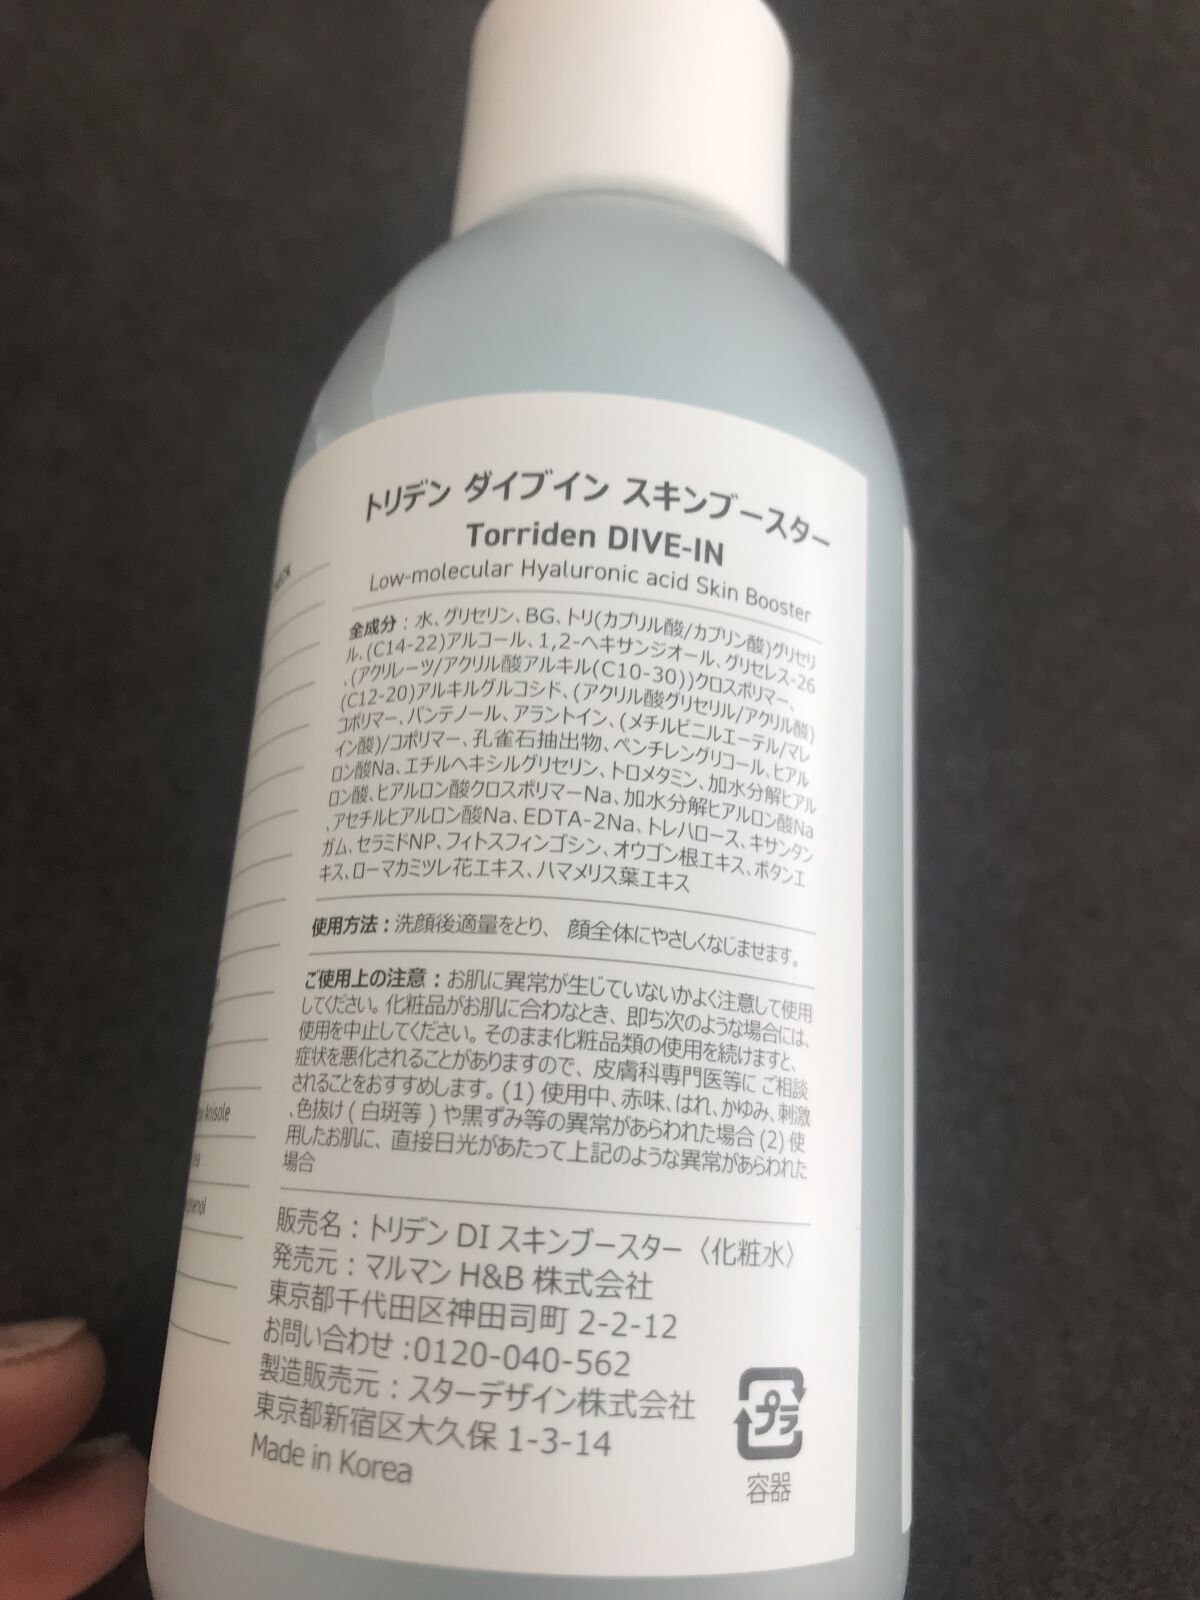 トリデン ダイブイン スキンブースター
Torriden DIVE-IN
Low-molecular Hyaluronic acid Skin Booster
全成分：水、グリセリン、BG、トリ(カプリル酸/カプリン酸)グリセリ
ル、(C14-22)アルコール、1,2-ヘキサンジオール、グリセレス-26
、(アクリレーツ/アクリル酸アルキル(C10-30))クロスポリマー、
(C12-20)アルキルグルコシド、(アクリル酸グリセリル/アクリル酸)
コポリマー、パンテノール、アラントイン、(メチルビニルエーテル/マレ
イン酸)/コポリマー、孔雀石抽出物、ペンチレングリコール、ヒアル
ロン酸Na、エチルヘキシルグリセリン、トロメタミン、加水分解ヒアル
ロン酸、ヒアルロン酸クロスポリマーNa、加水分解ヒアルロン酸Na
、アセチルヒアルロン酸Na、EDTA-2Na、トレハロース、キサンタン
ガム、セラミドNP、フィトスフィンゴシン、オウゴン根エキス、ボタンエ
キス、ローマカミツレ花エキス、ハマメリス葉エキス
使用方法：洗顔後適量をとり、 顔全体にやさしくなじませます。
ご使用上の注意：お肌に異常が生じていないかよく注意して使用
してください。化粧品がお肌に合わなとき、即ち次のような場合には、
使用を中止してください。そのまま化粧品類の使用を続けますと、
症状を悪化されることがありますので、皮膚科専門医等に ご相談
されることをおすすめします。(1) 使用中、赤味、はれ、かゆみ、刺激
、色抜け ( 白斑等 ) や黒ずみ等の異常があらわれた場合 (2) 使
用したお肌に、直接日光があたって上記のような異常があらわれた
場合
販売名：トリデン DI スキンブースター〈化粧水〉
発売元：マルマン H&B 株式会社
東京都千代田区神田司町 2-2-12
お問い合わせ :0120-040-562
製造販売元：スターデザイン株式会社
東京都新宿区大久保 1-3-14
Made in Korea
プラ
容器
Anisole